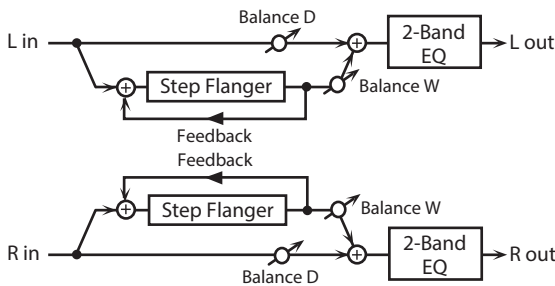 Balance D
L in
2-Band
EQ
L out
Step Flanger
Balance W
Feedback
Feedback
Step Flanger
Balance W
R in
2-Band
EQ
R out
Balance D